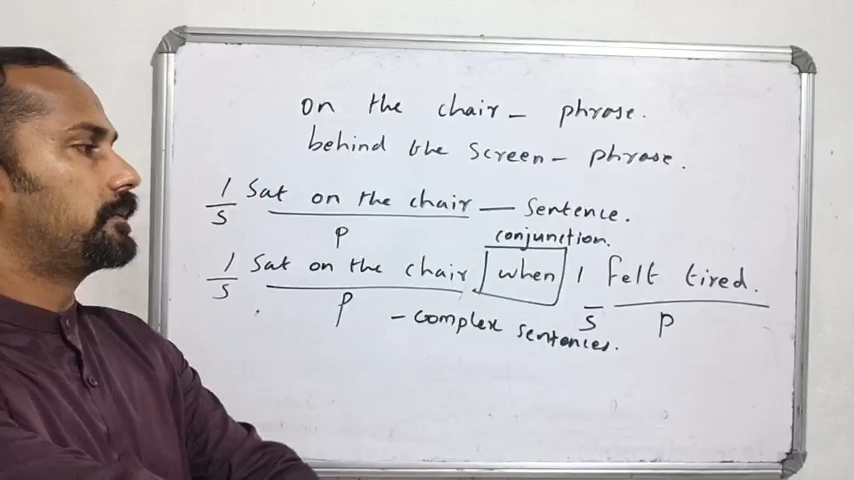 on the chair - phrase.
behind the screen - phrase.
I sat on the chair - sentence.
S P
conjunction.
I sat on the chair when I felt tired.
S P S P
- complex sentences.